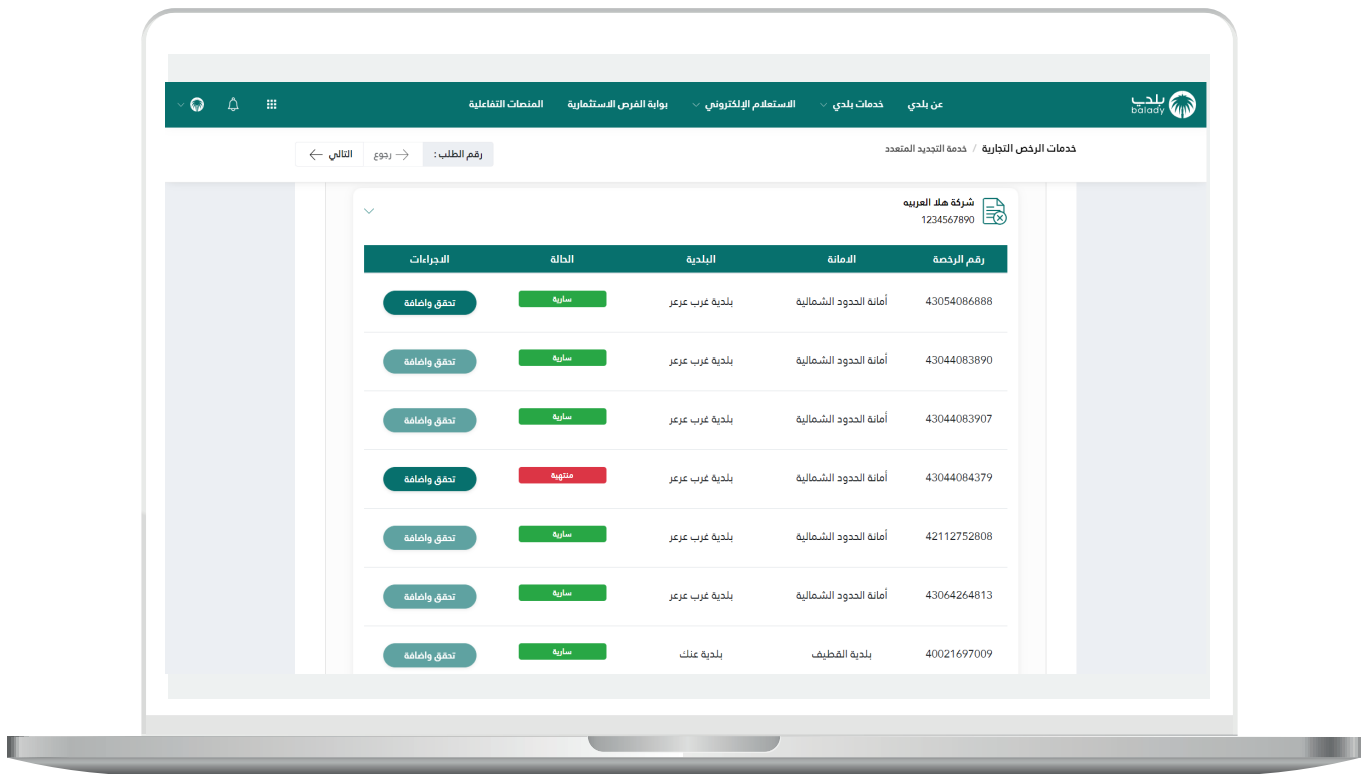 بلدي
balady
عن بلدي خدمات بلدي الاستعلام الإلكتروني بوابة الفرص الاستثمارية المنصات التفاعلية
خدمات الرخص التجارية / خدمة التجديد المتعدد
رقم الطلب : رجوع التالي
شركة هلا العربيه
1234567890
رقم الرخصة الامانة البلدية الحالة الاجراءات
43054086888 أمانة الحدود الشمالية بلدية غرب عرعر سارية تحقق واضافة
43044083890 أمانة الحدود الشمالية بلدية غرب عرعر سارية تحقق واضافة
43044083907 أمانة الحدود الشمالية بلدية غرب عرعر سارية تحقق واضافة
43044084379 أمانة الحدود الشمالية بلدية غرب عرعر منتهية تحقق واضافة
42112752808 أمانة الحدود الشمالية بلدية غرب عرعر سارية تحقق واضافة
43064264813 أمانة الحدود الشمالية بلدية غرب عرعر سارية تحقق واضافة
40021697009 بلدية القطيف بلدية عنك سارية تحقق واضافة